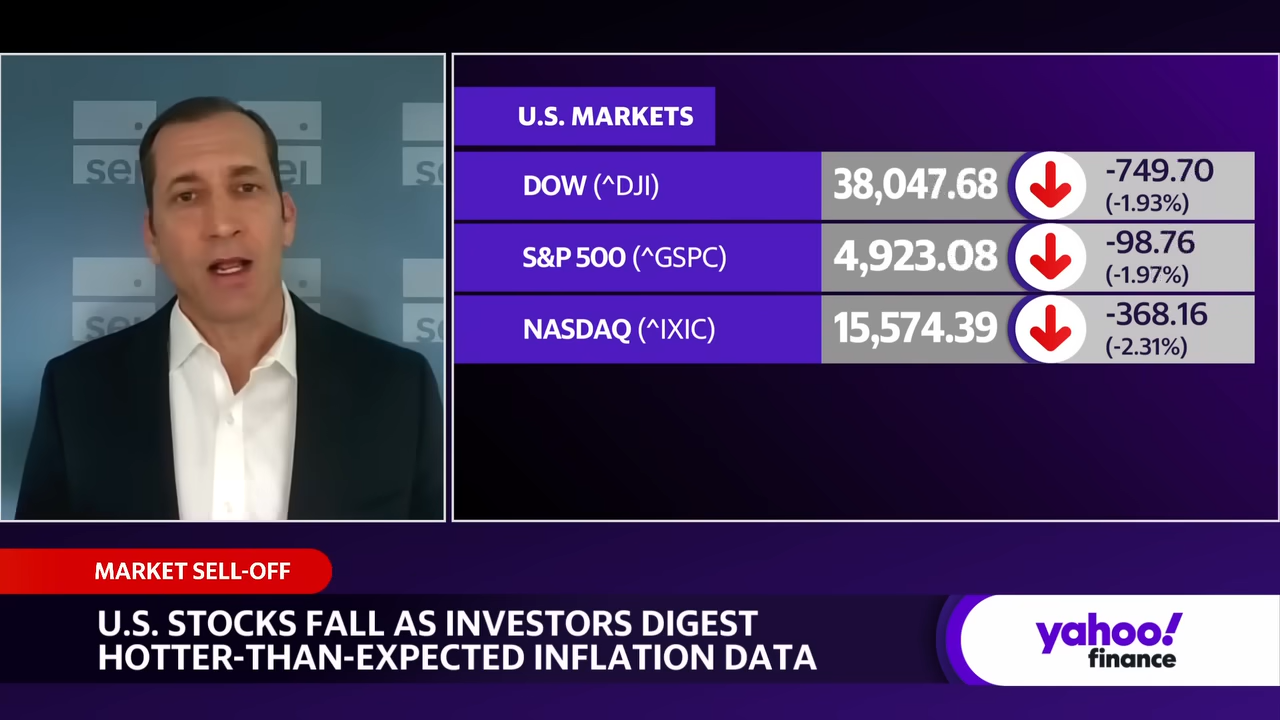 U.S. MARKETS
DOW (^DJI) 38,047.68 -749.70
(-1.93%)
S&P 500 (^GSPC) 4,923.08 -98.76
(-1.97%)
NASDAQ (^IXIC) 15,574.39 -368.16
(-2.31%)
MARKET SELL-OFF
U.S. STOCKS FALL AS INVESTORS DIGEST
HOTTER-THAN-EXPECTED INFLATION DATA
yahoo!
finance